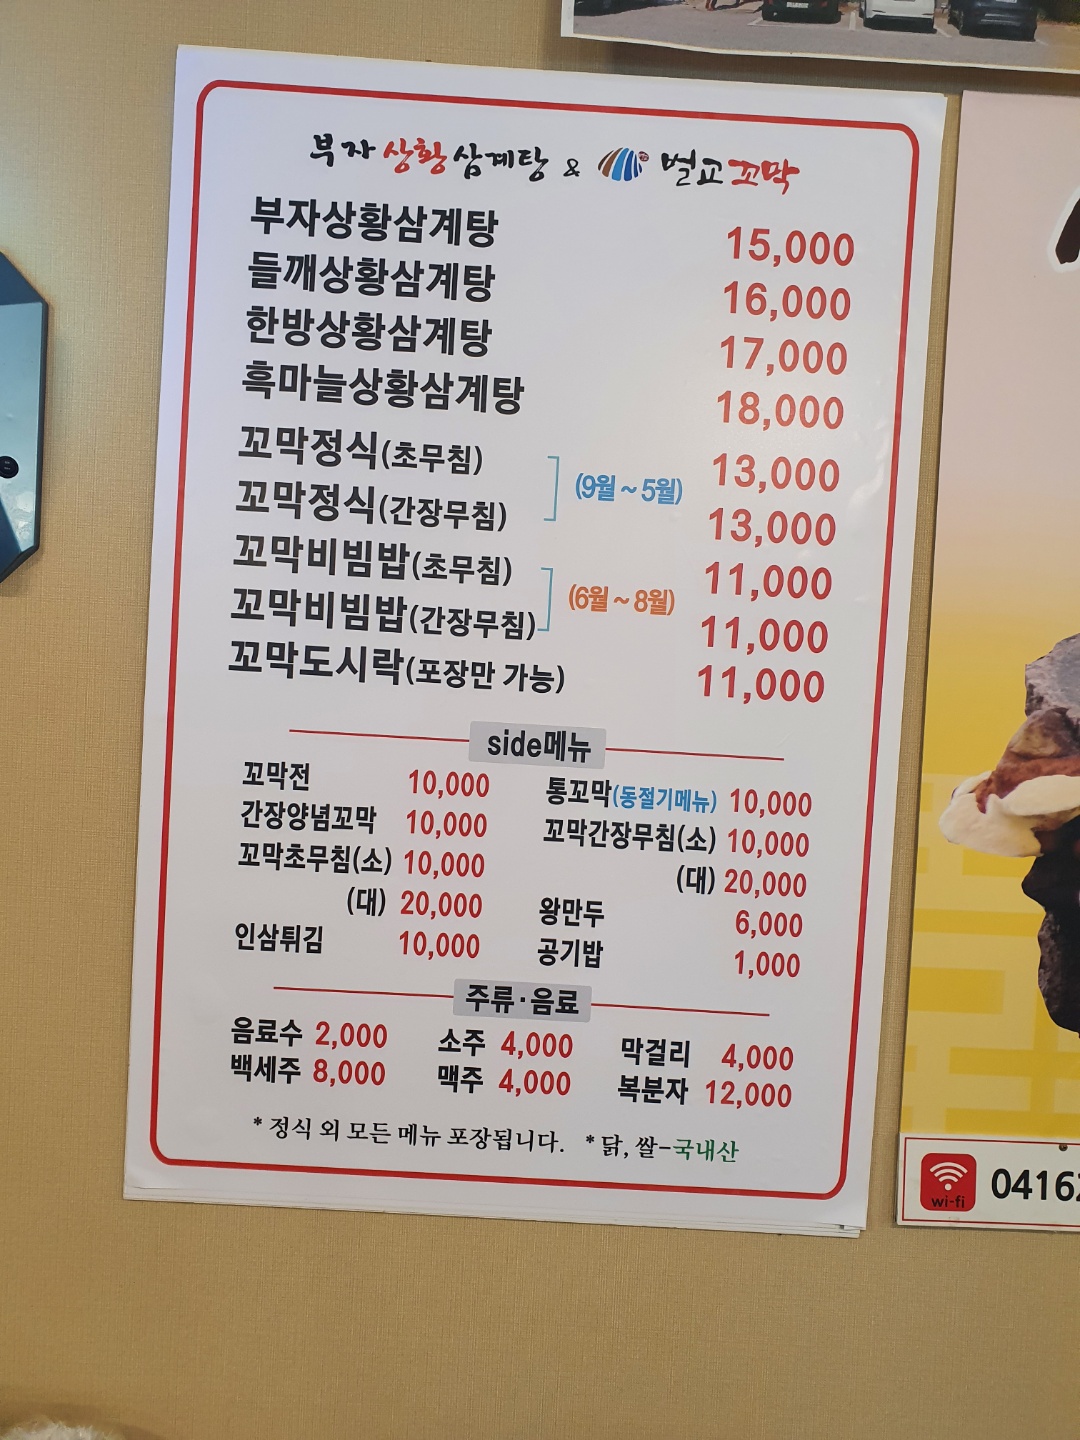 부자상황삼계탕 & 벌교꼬막
부자상황삼계탕 15,000
들깨상황삼계탕 16,000
한방상황삼계탕 17,000
흑마늘상황삼계탕 18,000
꼬막정식(초무침) 13,000
(9월~5월)
꼬막정식(간장무침) 13,000
꼬막비빔밥(초무침) 11,000
(6월~8월)
꼬막비빔밥(간장무침) 11,000
꼬막도시락(포장만 가능) 11,000
side메뉴
꼬막전 10,000 통꼬막(동절기메뉴) 10,000
간장양념꼬막 10,000 꼬막간장무침(소) 10,000
꼬막초무침(소) 10,000 (대) 20,000
(대) 20,000 왕만두 6,000
인삼튀김 10,000 공기밥 1,000
주류·음료
음료수 2,000 소주 4,000 막걸리 4,000
백세주 8,000 맥주 4,000 복분자 12,000
* 정식 외 모든 메뉴 포장됩니다. * 닭, 쌀-국내산
wi-fi 0416